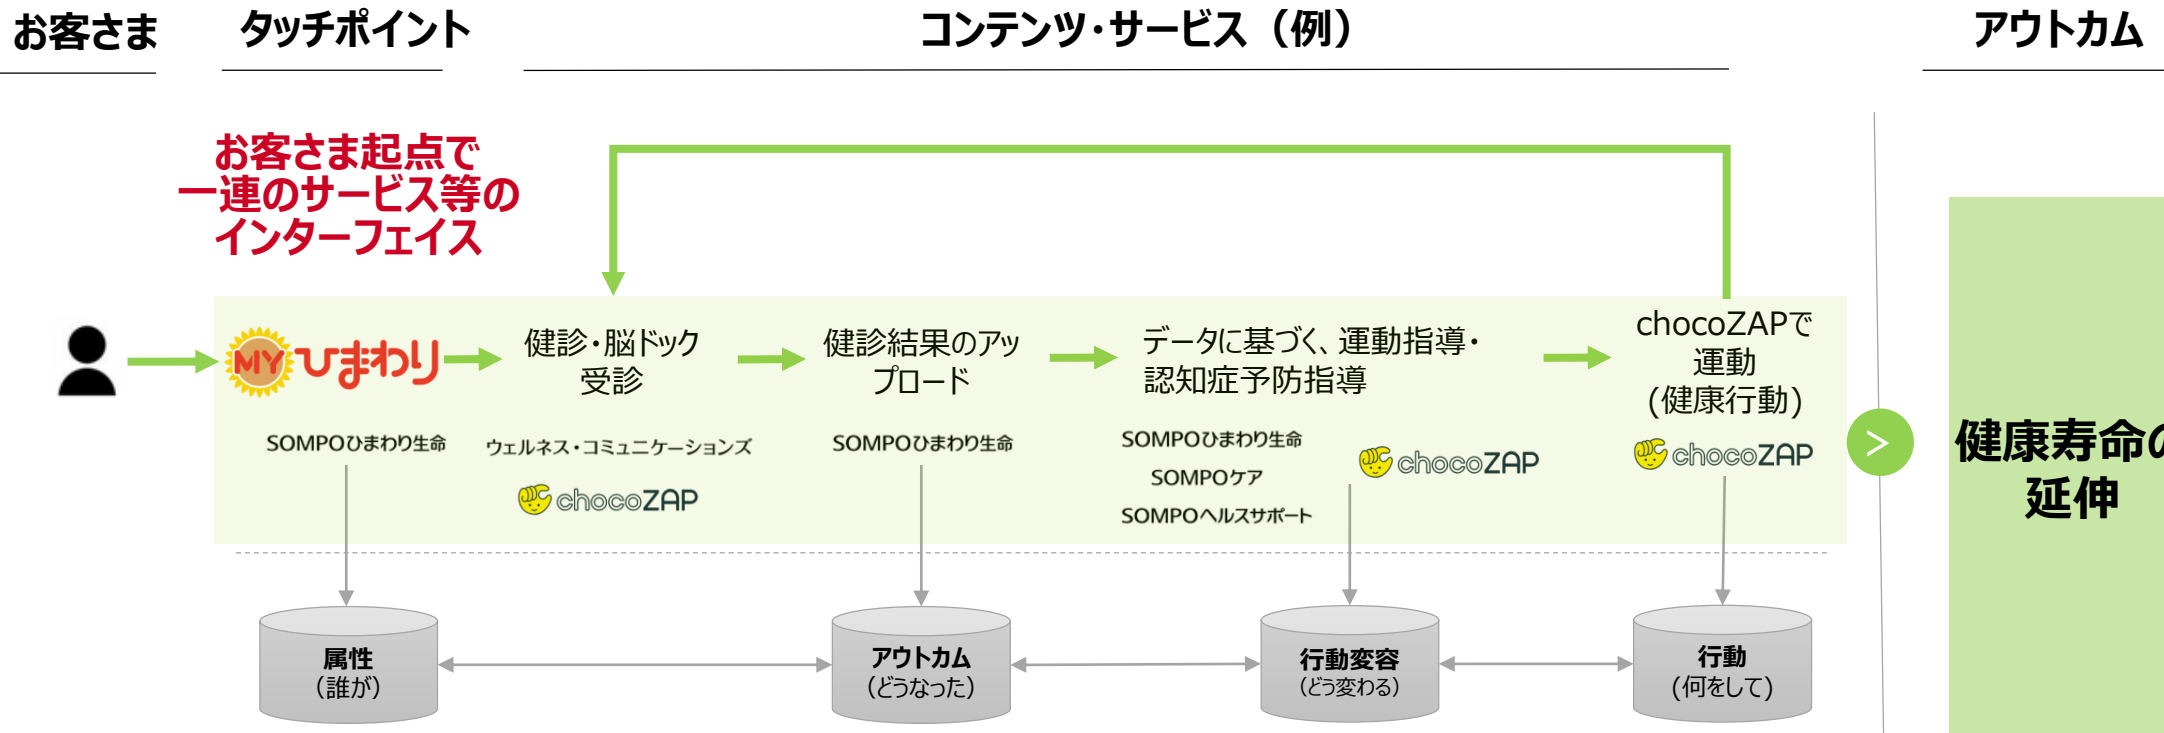 お客さま
タッチポイント
コンテンツ・サービス（例）
アウトカム
お客さま起点で
一連のサービス等の
インターフェイス
MYひまわり
健診・脳ドック
受診
健診結果のアッ
プロード
データに基づく、運動指導・
認知症予防指導
chocoZAPで
運動
(健康行動)
SOMPOひまわり生命
ウェルネス・コミュニケーションズ
chocoZAP
SOMPOひまわり生命
SOMPOひまわり生命
SOMPOケア
SOMPOヘルスサポート
chocoZAP
chocoZAP
>
健康寿命の
延伸
属性
（誰が）
アウトカム
（どうなった）
行動変容
（どう変わる）
行動
（何をして）